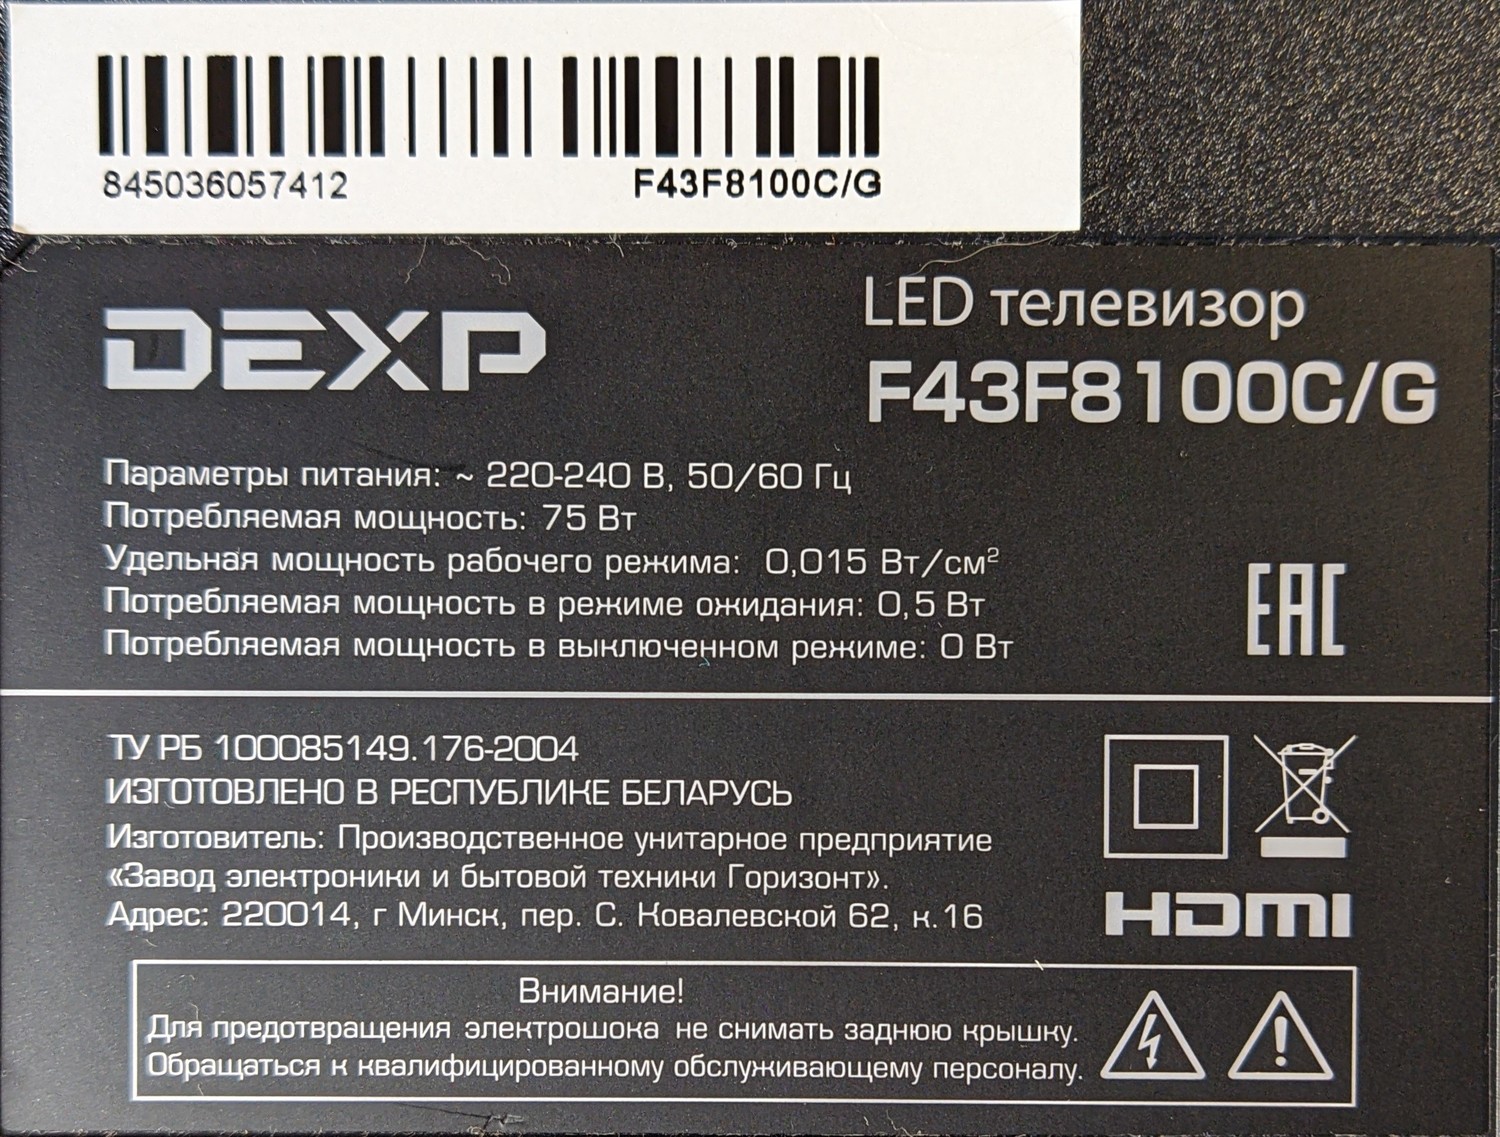 845036057412 F43F8100C/G
DEXP
LED телевизор
F43F8100C/G
Параметры питания: ~ 220-240 В, 50/60 Гц
Потребляемая мощность: 75 Вт
Удельная мощность рабочего режима: 0,015 Вт/см²
Потребляемая мощность в режиме ожидания: 0,5 Вт
Потребляемая мощность в выключенном режиме: 0 Вт
EAC
ТУ РБ 100085149.176-2004
ИЗГОТОВЛЕНО В РЕСПУБЛИКЕ БЕЛАРУСЬ
Изготовитель: Производственное унитарное предприятие
«Завод электроники и бытовой техники Горизонт».
Адрес: 220014, г Минск, пер. С. Ковалевской 62, к.16
HDMI
Внимание!
Для предотвращения электрошока не снимать заднюю крышку.
Обращаться к квалифицированному обслуживающему персоналу.